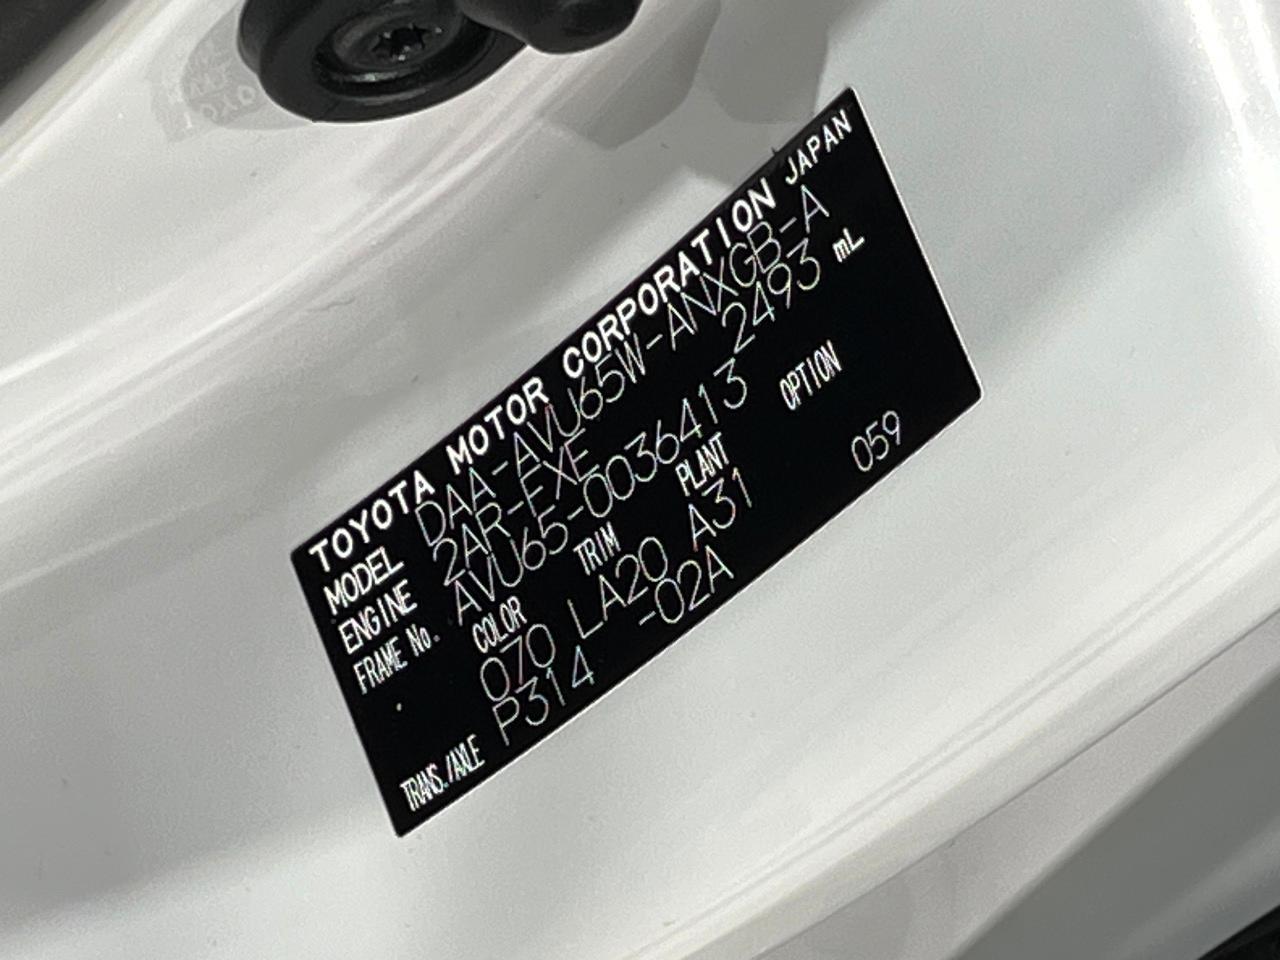 TOYOTA MOTOR CORPORATION JAPAN
MODEL DAA-AVU65W-ANXGB-A
ENGINE 2AR-FXE 2493 mL
FRAME No. AVU65-0036413
COLOR TRIM PLANT OPTION
070 LA20 A31 059
TRANS./AXLE P314 -02A